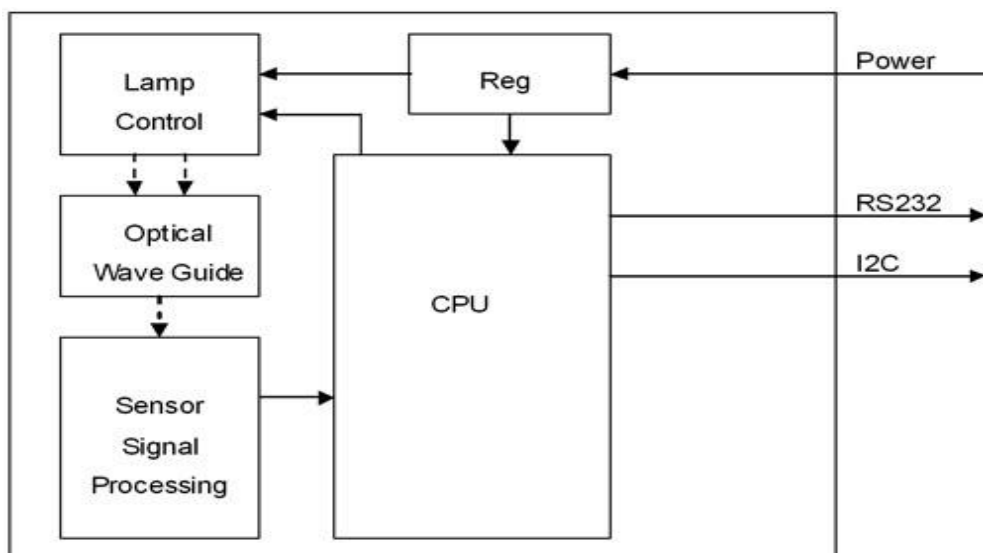 Lamp
Control
Reg
Power
Optical
Wave Guide
CPU
RS232
I2C
Sensor
Signal
Processing